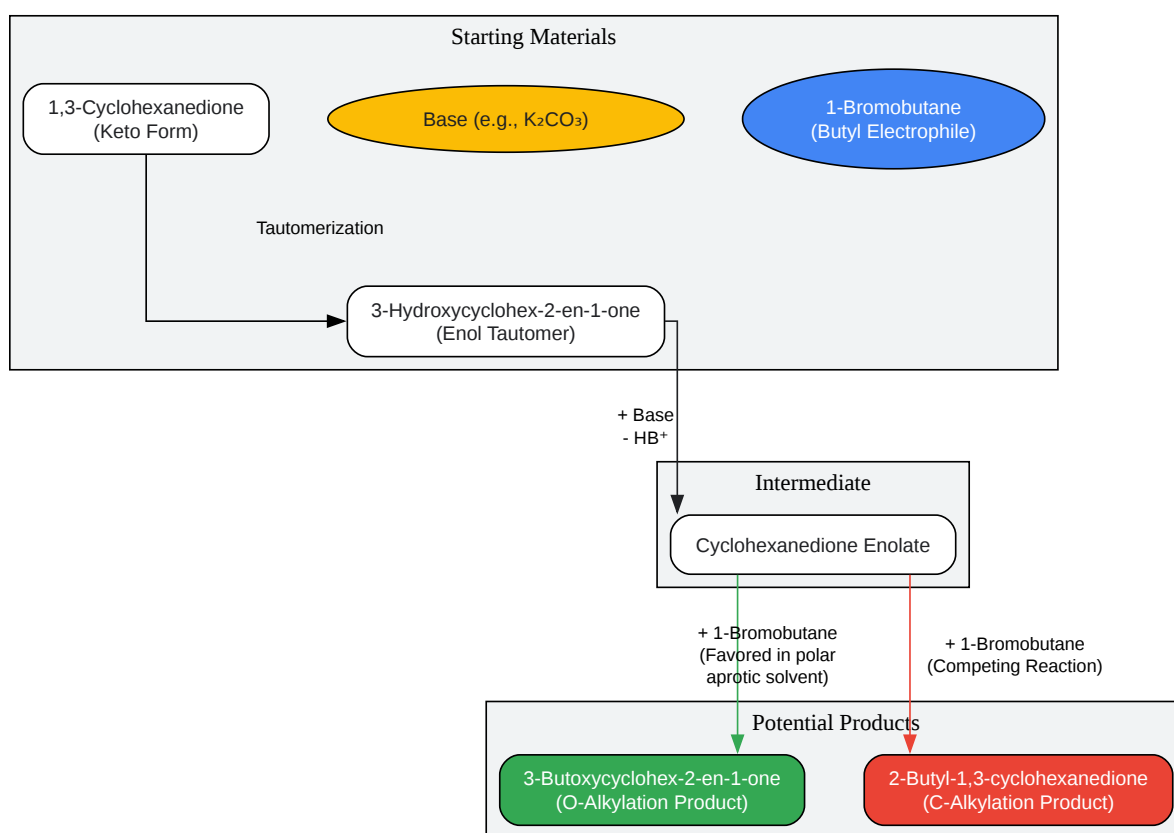 Starting Materials
1,3-Cyclohexanedione
(Keto Form)
Base (e.g., K₂CO₃)
1-Bromobutane
(Butyl Electrophile)
Tautomerization
3-Hydroxycyclohex-2-en-1-one
(Enol Tautomer)
+ Base
- HB⁺
Intermediate
Cyclohexanedione Enolate
+ 1-Bromobutane
(Favored in polar
aprotic solvent)
+ 1-Bromobutane
(Competing Reaction)
Potential Products
3-Butoxycyclohex-2-en-1-one
(O-Alkylation Product)
2-Butyl-1,3-cyclohexanedione
(C-Alkylation Product)